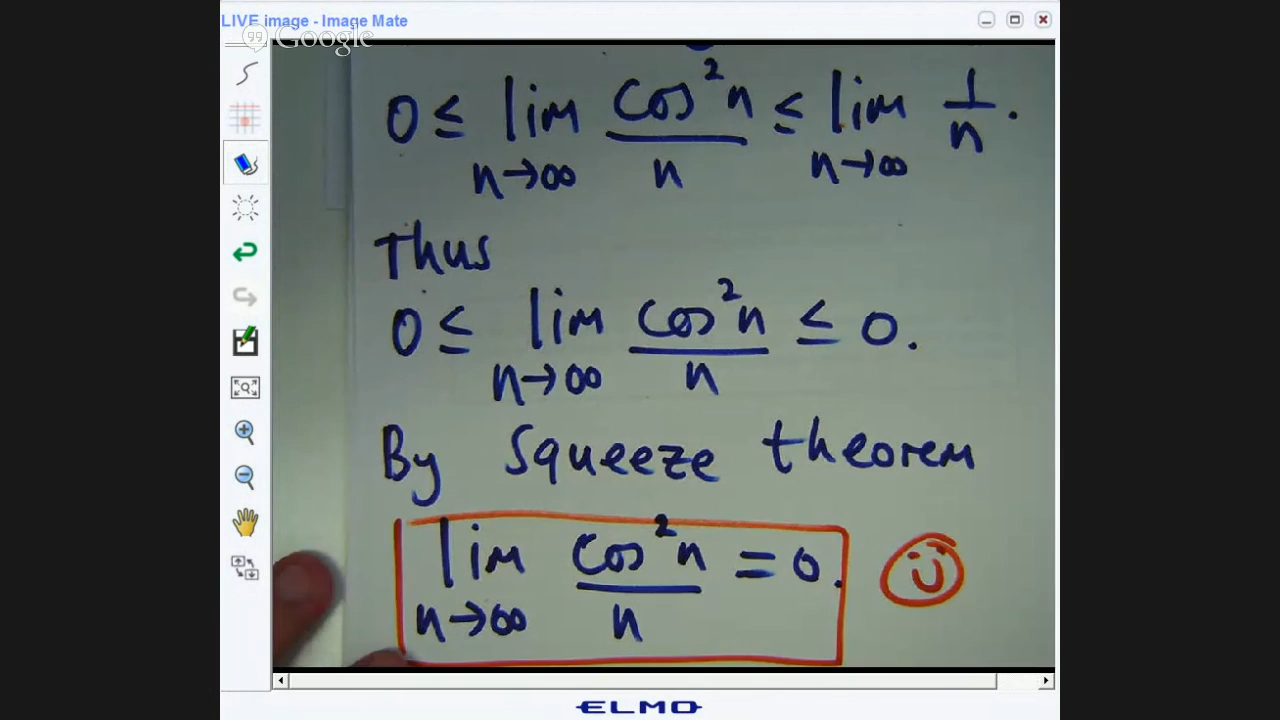 LIVE image - Image Mate
Google
0 ≤ lim n→∞ cos²n / n ≤ lim n→∞ 1/n.
Thus
0 ≤ lim n→∞ cos²n / n ≤ 0.
By Squeeze theorem
lim n→∞ cos²n / n = 0.
ELMO